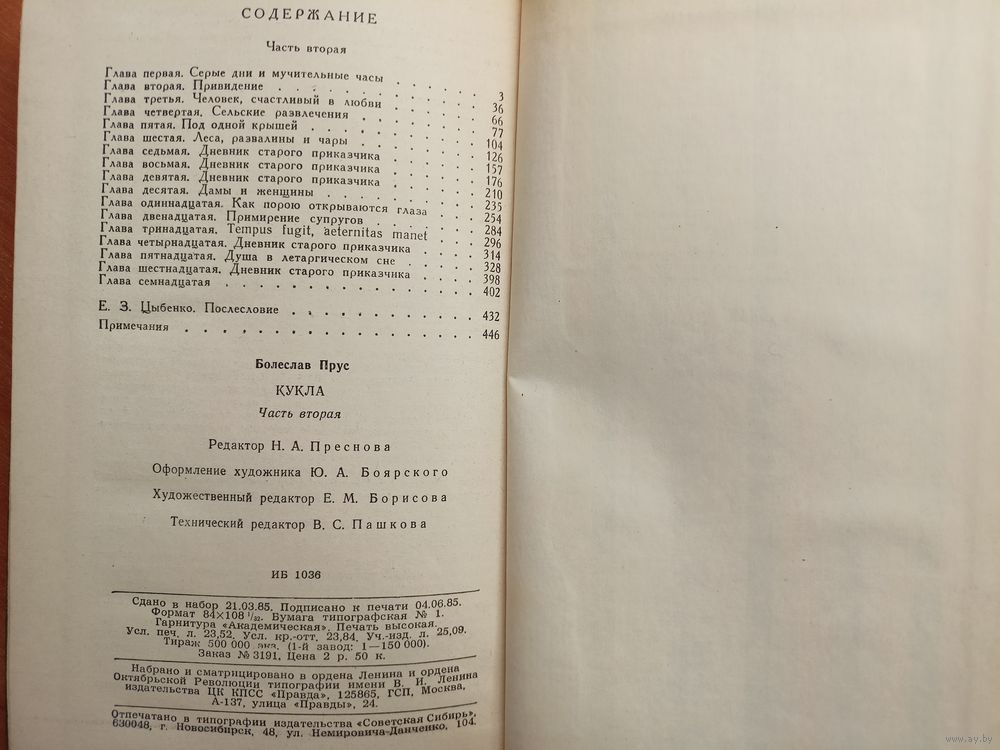 СОДЕРЖАНИЕ
Часть вторая
Глава первая. Серые дни и мучительные часы . . . . . . . 3
Глава вторая. Привидение . . . . . . . . . . . 36
Глава третья. Человек, счастливый в любви . . . . . . . 66
Глава четвертая. Сельские развлечения . . . . . . . . 77
Глава пятая. Под одной крышей . . . . . . . . . . 104
Глава шестая. Леса, развалины и чары . . . . . . . . 126
Глава седьмая. Дневник старого приказчика . . . . . . 157
Глава восьмая. Дневник старого приказчика . . . . . . 176
Глава девятая. Дневник старого приказчика . . . . . . 210
Глава десятая. Дамы и женщины . . . . . . . . . 235
Глава одиннадцатая. Как порою открываются глаза . . . 254
Глава двенадцатая. Примирение супругов . . . . . . . 284
Глава тринадцатая. Tempus fugit, aeternitas manet . . . 296
Глава четырнадцатая. Дневник старого приказчика . . . . 314
Глава пятнадцатая. Душа в летаргическом сне . . . . . 328
Глава шестнадцатая. Дневник старого приказчика . . . . 398
Глава семнадцатая . . . . . . . . . . . . . . 402
Е. З. Цыбенко. Послесловие . . . . . . . . . . . 432
Примечания . . . . . . . . . . . . . . . . 446
Болеслав Прус
КУКЛА
Часть вторая
Редактор Н. А. Преснова
Оформление художника Ю. А. Боярского
Художественный редактор Е. М. Борисова
Технический редактор В. С. Пашкова
ИБ 1036
Сдано в набор 21.03.85. Подписано к печати 04.06.85.
Формат 84×108 1/32. Бумага типографская № 1.
Гарнитура «Академическая». Печать высокая.
Усл. печ. л. 23,52. Усл. кр.-отт. 23,84. Уч.-изд. л. 25,09.
Тираж 500 000 экз. (1-й завод: 1—150 000).
Заказ № 3191. Цена 2 р. 50 к.
Набрано и сматрицировано в ордена Ленина и ордена
Октябрьской Революции типографии имени В. И. Ленина
издательства ЦК КПСС «Правда», 125865, ГСП, Москва,
А-137, улица «Правды», 24.
Отпечатано в типографии издательства «Советская Сибирь»,
630048, г. Новосибирск, 48, ул. Немировича-Данченко, 104.
www.ay.by